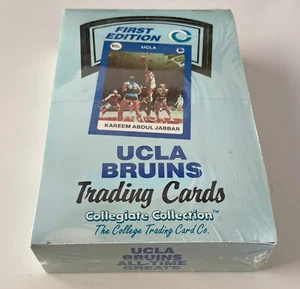 FIRST
EDITION
UCLA
KAREEM ABDUL JABBAR
UCLA
BRUINS
Trading Cards
Collegiate Collection™
The College Trading Card Co.
UCLA
BRUINS
ALL-TIME
GREATS